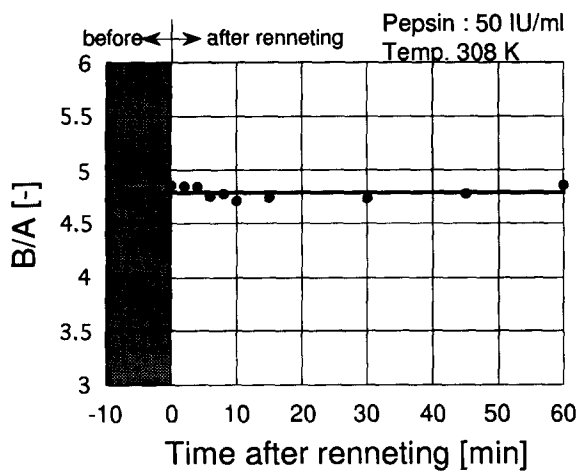 Pepsin : 50 IU/ml
before after renneting
Temp. 308 K
6
5.5
5
4.5
4
3.5
3
B/A [-]
-10 0 10 20 30 40 50 60
Time after renneting [min]